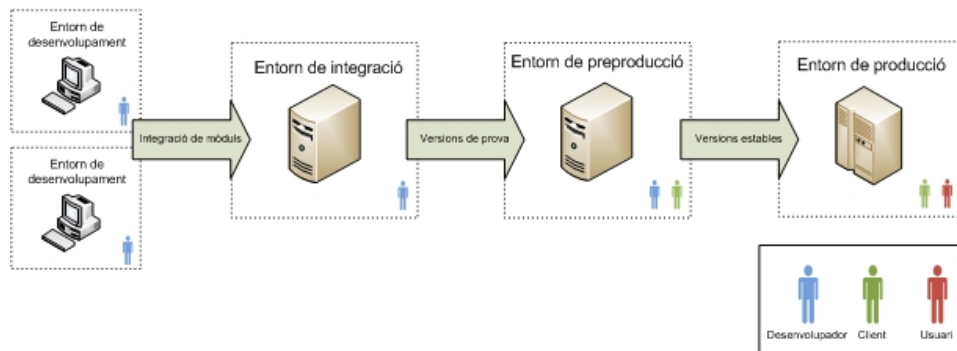 Entorn de
desenvolupament
Entorn de integració
Entorn de preproducció
Entorn de producció
Integració de mòduls
Versions de prova
Versions estables
Entorn de
desenvolupament
Desenvolupador
Client
Usuari